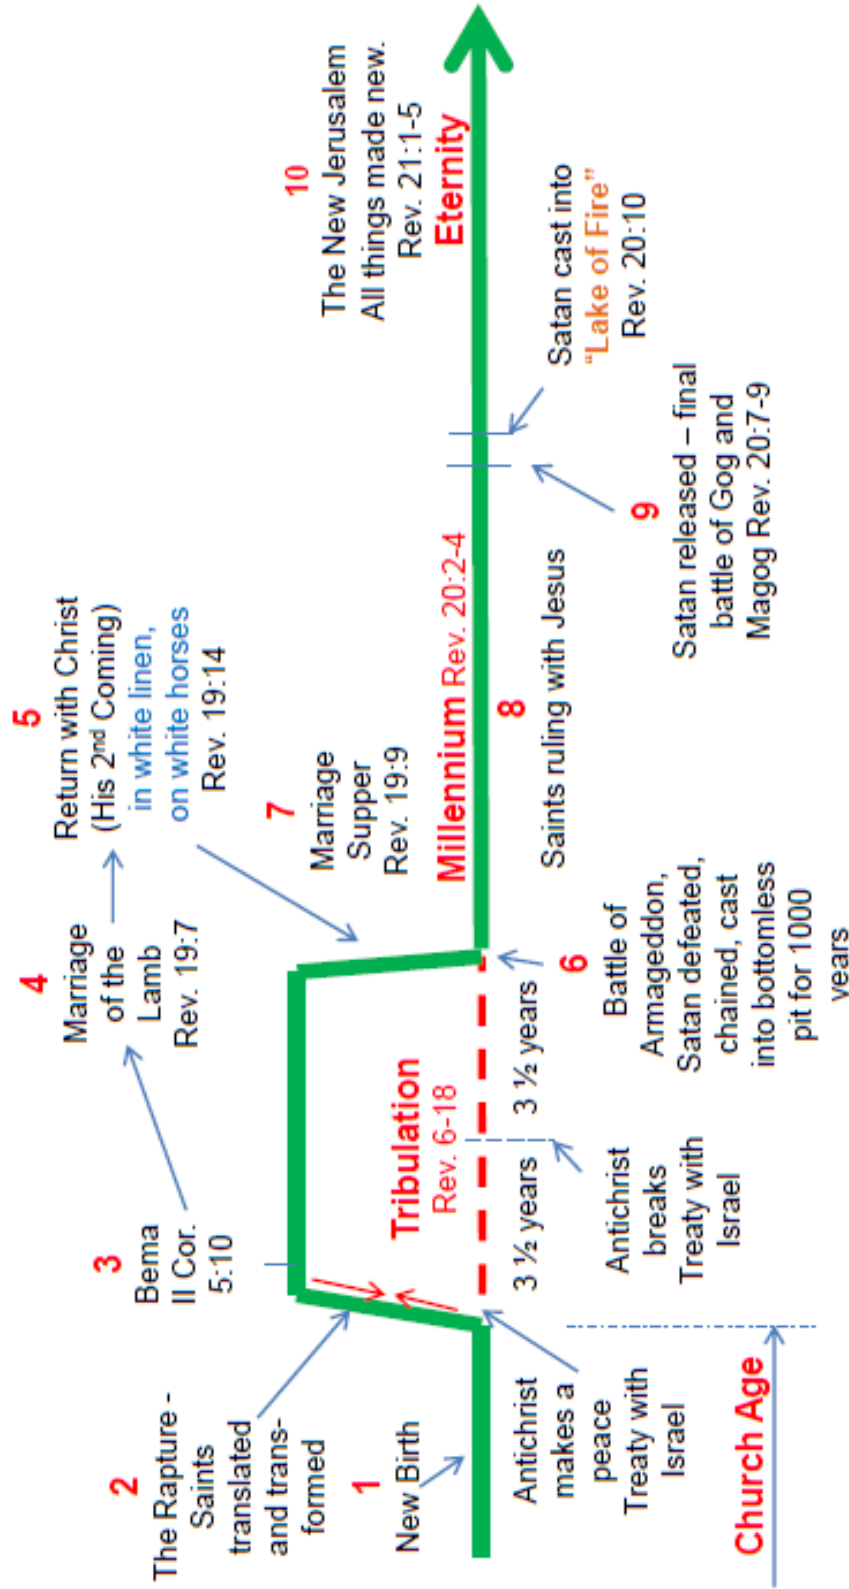 1
New Birth
2
The Rapture -
Saints
translated
and trans-
formed
3
Bema
II Cor.
5:10
4
Marriage
of the
Lamb
Rev. 19:7
5
Return with Christ
(His 2nd Coming)
in white linen,
on white horses
Rev. 19:14
7
Marriage
Supper
Rev. 19:9
10
The New Jerusalem
All things made new.
Rev. 21:1-5
Eternity
Tribulation
Rev. 6-18
Millennium Rev. 20:2-4
3 ½ years
3 ½ years
8
Saints ruling with Jesus
Antichrist
makes a
peace
Treaty with
Israel
Antichrist
breaks
Treaty with
Israel
6
Battle of
Armageddon,
Satan defeated,
chained, cast
into bottomless
pit for 1000
years
9
Satan released – final
battle of Gog and
Magog Rev. 20:7-9
Satan cast into
“Lake of Fire”
Rev. 20:10
Church Age